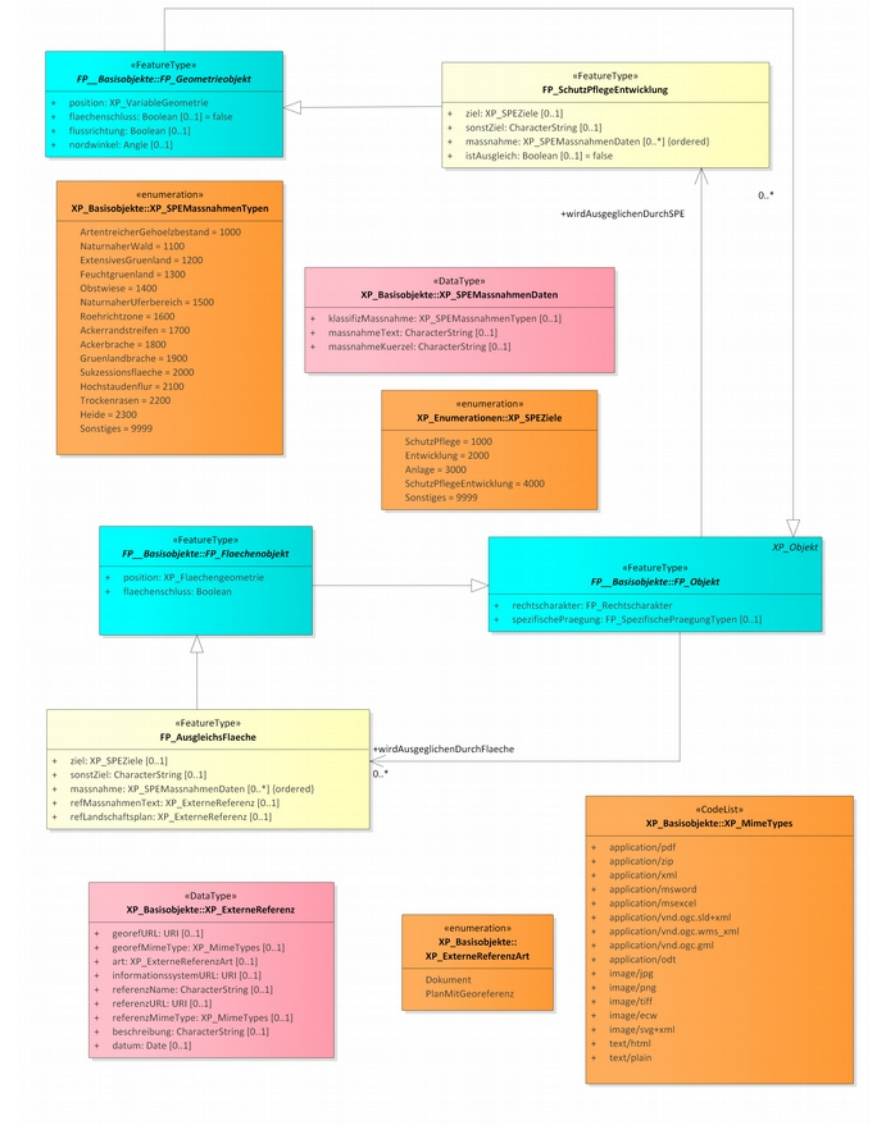 «FeatureType»
FP__Basisobjekte::FP_Geometrieobjekt
+ position: XP_VariableGeometrie
+ flaechenschluss: Boolean [0..1] = false
+ flussrichtung: Boolean [0..1]
+ nordwinkel: Angle [0..1]
«FeatureType»
FP_SchutzPflegeEntwicklung
+ ziel: XP_SPEZiele [0..1]
+ sonstZiel: CharacterString [0..1]
+ massnahme: XP_SPEMassnahmenDaten [0..*] {ordered}
+ istAusgleich: Boolean [0..1] = false
0..*
+wirdAusgeglichenDurchSPE
«enumeration»
XP_Basisobjekte::XP_SPEMassnahmenTypen
ArtentreicherGehoelzbestand = 1000
NaturnaherWald = 1100
ExtensivesGruenland = 1200
Feuchtgruenland = 1300
Obstwiese = 1400
NaturnaherUferbereich = 1500
Roehrichtzone = 1600
Ackerrandstreifen = 1700
Ackerbrache = 1800
Gruenlandbrache = 1900
Sukzessionsflaeche = 2000
Hochstaudenflur = 2100
Trockenrasen = 2200
Heide = 2300
Sonstiges = 9999
«DataType»
XP_Basisobjekte::XP_SPEMassnahmenDaten
+ klassifizMassnahme: XP_SPEMassnahmenTypen [0..1]
+ massnahmeText: CharacterString [0..1]
+ massnahmeKuerzel: CharacterString [0..1]
«enumeration»
XP_Enumerationen::XP_SPEZiele
SchutzPflege = 1000
Entwicklung = 2000
Anlage = 3000
SchutzPflegeEntwicklung = 4000
Sonstiges = 9999
«FeatureType»
FP__Basisobjekte::FP_Flaechenobjekt
+ position: XP_Flaechengeometrie
+ flaechenschluss: Boolean
XP_Objekt
«FeatureType»
FP__Basisobjekte::FP_Objekt
+ rechtscharakter: FP_Rechtscharakter
+ spezifischePraegung: FP_SpezifischePraegungTypen [0..1]
«FeatureType»
FP_AusgleichsFlaeche
+ ziel: XP_SPEZiele [0..1]
+ sonstZiel: CharacterString [0..1]
+ massnahme: XP_SPEMassnahmenDaten [0..*] {ordered}
+ refMassnahmenText: XP_ExterneReferenz [0..1]
+ refLandschaftsplan: XP_ExterneReferenz [0..1]
+wirdAusgeglichenDurchFlaeche
0..*
«CodeList»
XP_Basisobjekte::XP_MimeTypes
+ application/pdf
+ application/zip
+ application/xml
+ application/msword
+ application/msexcel
+ application/vnd.ogc.sld+xml
+ application/vnd.ogc.wms_xml
+ application/vnd.ogc.gml
+ application/odt
+ image/jpg
+ image/png
+ image/tiff
+ image/ecw
+ image/svg+xml
+ text/html
+ text/plain
«DataType»
XP_Basisobjekte::XP_ExterneReferenz
+ georefURL: URI [0..1]
+ georefMimeType: XP_MimeTypes [0..1]
+ art: XP_ExterneReferenzArt [0..1]
+ informationssystemURL: URI [0..1]
+ referenzName: CharacterString [0..1]
+ referenzURL: URI [0..1]
+ referenzMimeType: XP_MimeTypes [0..1]
+ beschreibung: CharacterString [0..1]
+ datum: Date [0..1]
«enumeration»
XP_Basisobjekte::
XP_ExterneReferenzArt
Dokument
PlanMitGeoreferenz